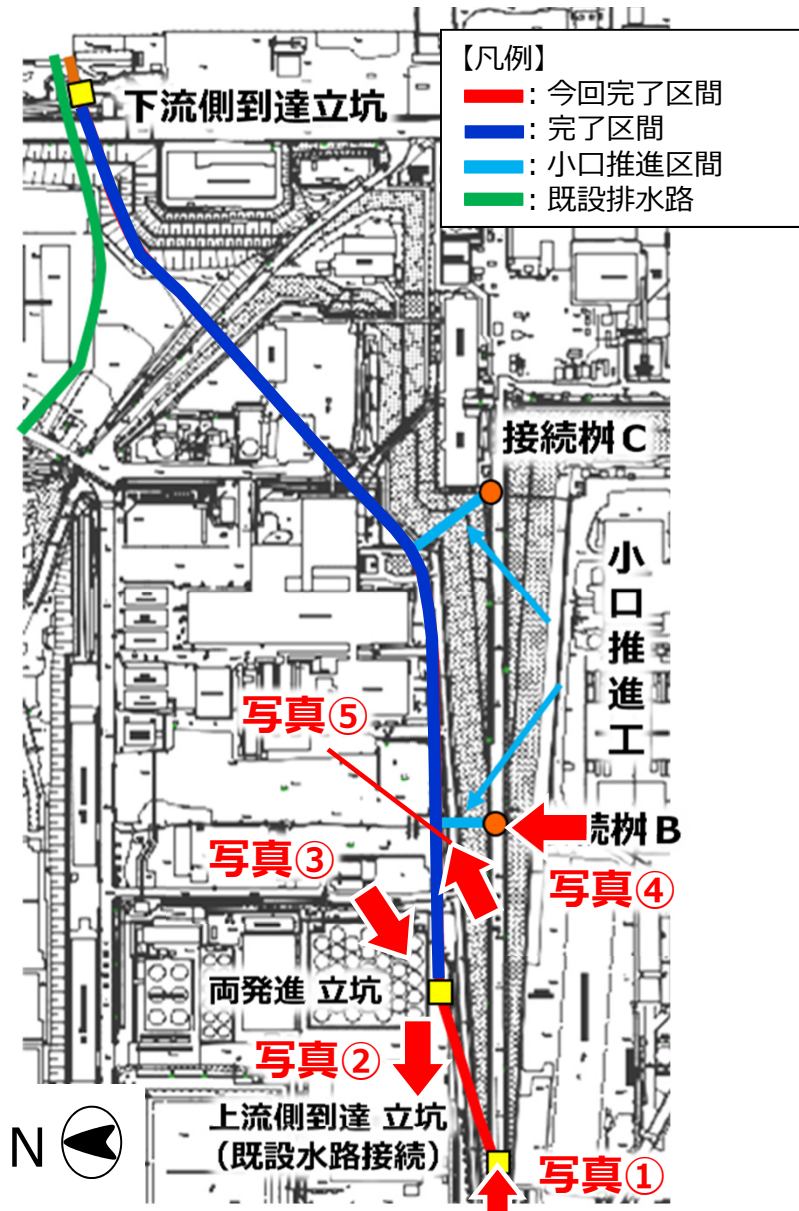 【凡例】
：今回完了区間
：完了区間
：小口推進区間
：既設排水路
下流側到達立坑
接続桝C
小口推進工
写真⑤
続桝B
写真③
写真④
両発進 立坑
写真②
上流側到達 立坑
（既設水路接続）
N
写真①